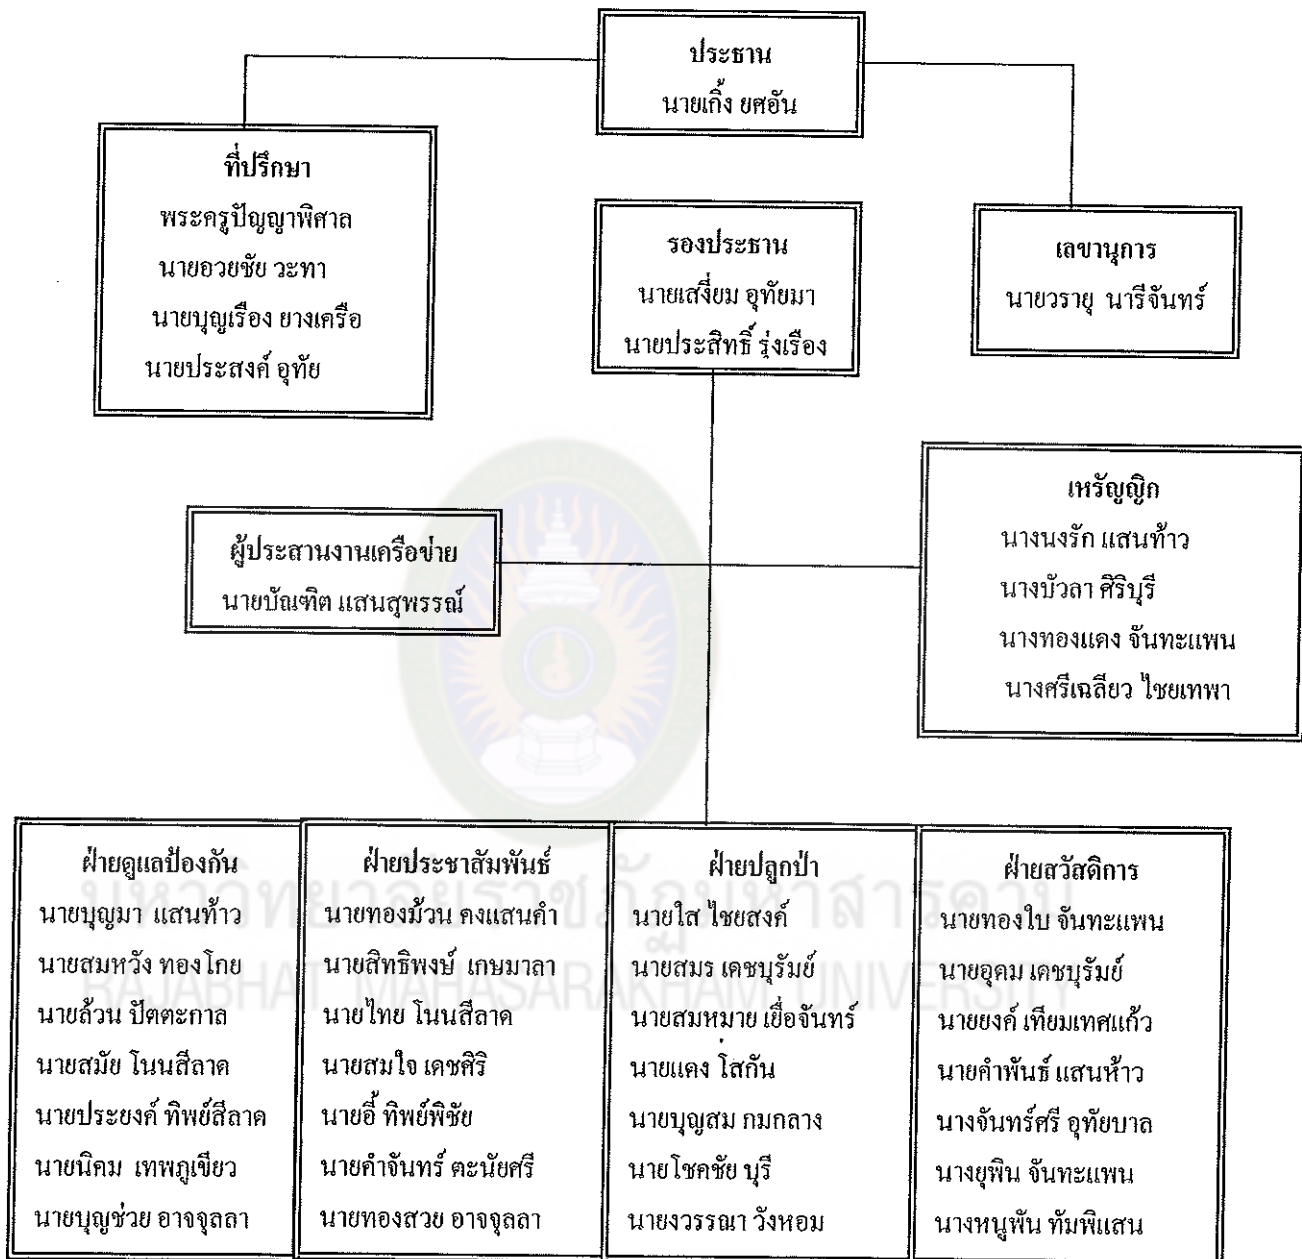 ประธาน
นายเกิ้ง ยศอัน
ที่ปรึกษา
พระครูปัญญาพิศาล
นายอวยชัย วะทา
นายบุญเรือง ยางเครือ
นายประสงค์ อุทัย
รองประธาน
นายเสงี่ยม อุทัยมา
นายประสิทธิ์ รุ่งเรือง
เลขานุการ
นายวรายุ นารีจันทร์
ผู้ประสานงานเครือข่าย
นายบัณฑิต แสนสุพรรณ์
เหรัญญิก
นางนงรัก แสนท้าว
นางบัวลา ศิริบุรี
นางทองแดง จันทะแพน
นางศรีเฉลียว ไชยเทพา
ฝ่ายดูแลป้องกัน
นายบุญมา แสนท้าว
นายสมหวัง ทองโกย
นายล้วน ปัตตะกาล
นายสมัย โนนสีลาด
นายประยงค์ ทิพย์สีลาด
นายนิคม เทพภูเขียว
นายบุญช่วย อาจจุลลา
ฝ่ายประชาสัมพันธ์
นายทองม้วน คงแสนคำ
นายสิทธิพงษ์ เกษมาลา
นายไทย โนนสีลาด
นายสมใจ เดชศิริ
นายอี้ ทิพย์พิชัย
นายคำจันทร์ ตะนัยศรี
นายทองสวย อาจจุลลา
ฝ่ายปลูกป่า
นายใส ไชยสงค์
นายสมร เดชบุรัมย์
นายสมหมาย เยื่อจันทร์
นายแดง โสกัน
นายบุญสม กมกลาง
นายโชคชัย บุรี
นายงวรรณา วังหอม
ฝ่ายสวัสดิการ
นายทองใบ จันทะแพน
นายอุดม เดชบุรัมย์
นายยงค์ เทียมเทศแก้ว
นายคำพันธ์ แสนห้าว
นางจันทร์ศรี อุทัยบาล
นางยุพิน จันทะแพน
นางหนูพัน ทัมพิแสน
มหาวิทยาลัยราชภัฏมหาสารคาม
RAJABHAT MAHASARAKHAM UNIVERSITY